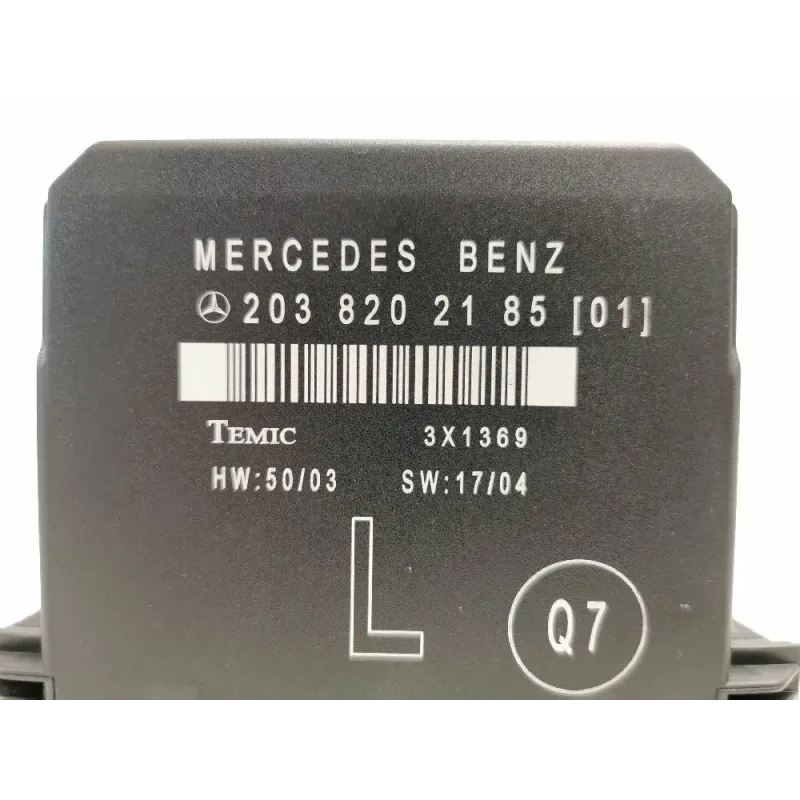 MERCEDES BENZ
203 820 21 85 [01]
TEMIC 3X1369
HW:50/03 SW:17/04
L
Q7